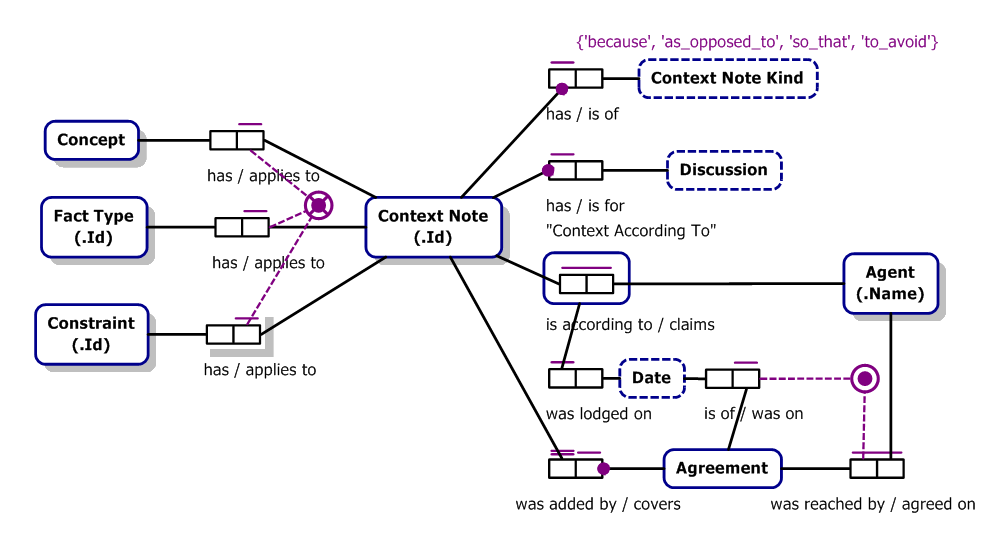 {'because', 'as_opposed_to', 'so_that', 'to_avoid'}
Context Note Kind
has / is of
Concept
has / applies to
Discussion
has / is for
"Context According To"
Fact Type
(.Id)
has / applies to
Context Note
(.Id)
Agent
(.Name)
is according to / claims
Constraint
(.Id)
has / applies to
Date
was lodged on
is of / was on
Agreement
was added by / covers
was reached by / agreed on